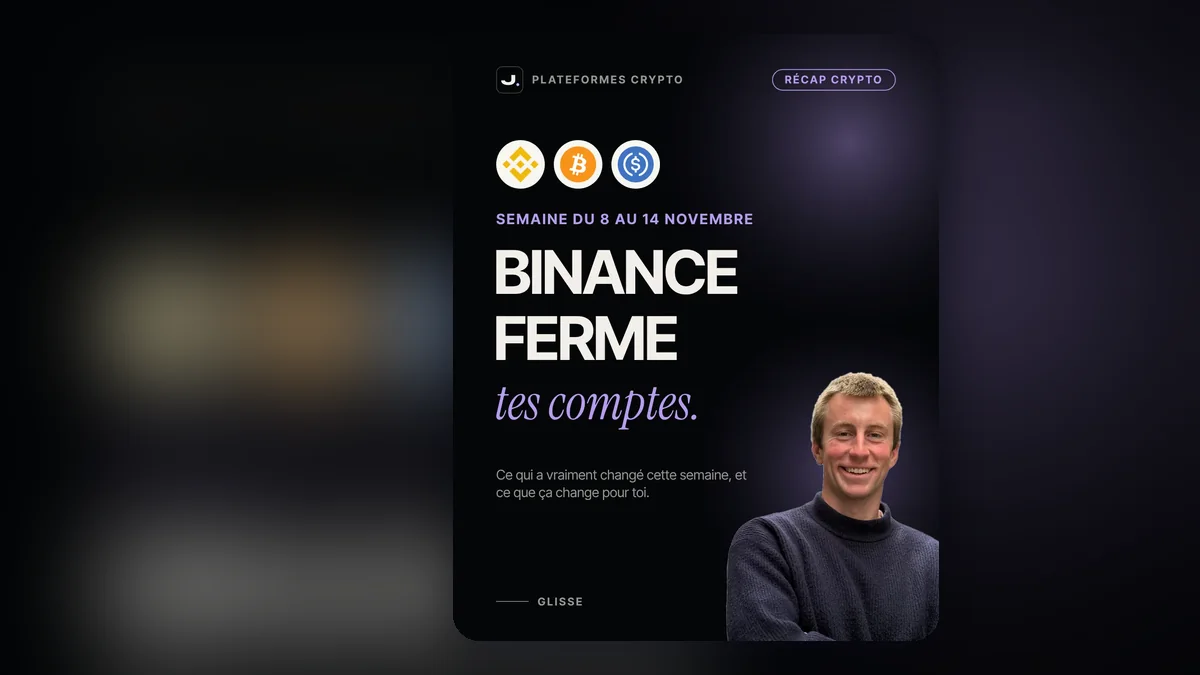 J. PLATEFORMES CRYPTO
RÉCAP CRYPTO
SEMAINE DU 8 AU 14 NOVEMBRE
BINANCE
FERME
tes comptes.
Ce qui a vraiment changé cette semaine, et
ce que ça change pour toi.
GLISSE